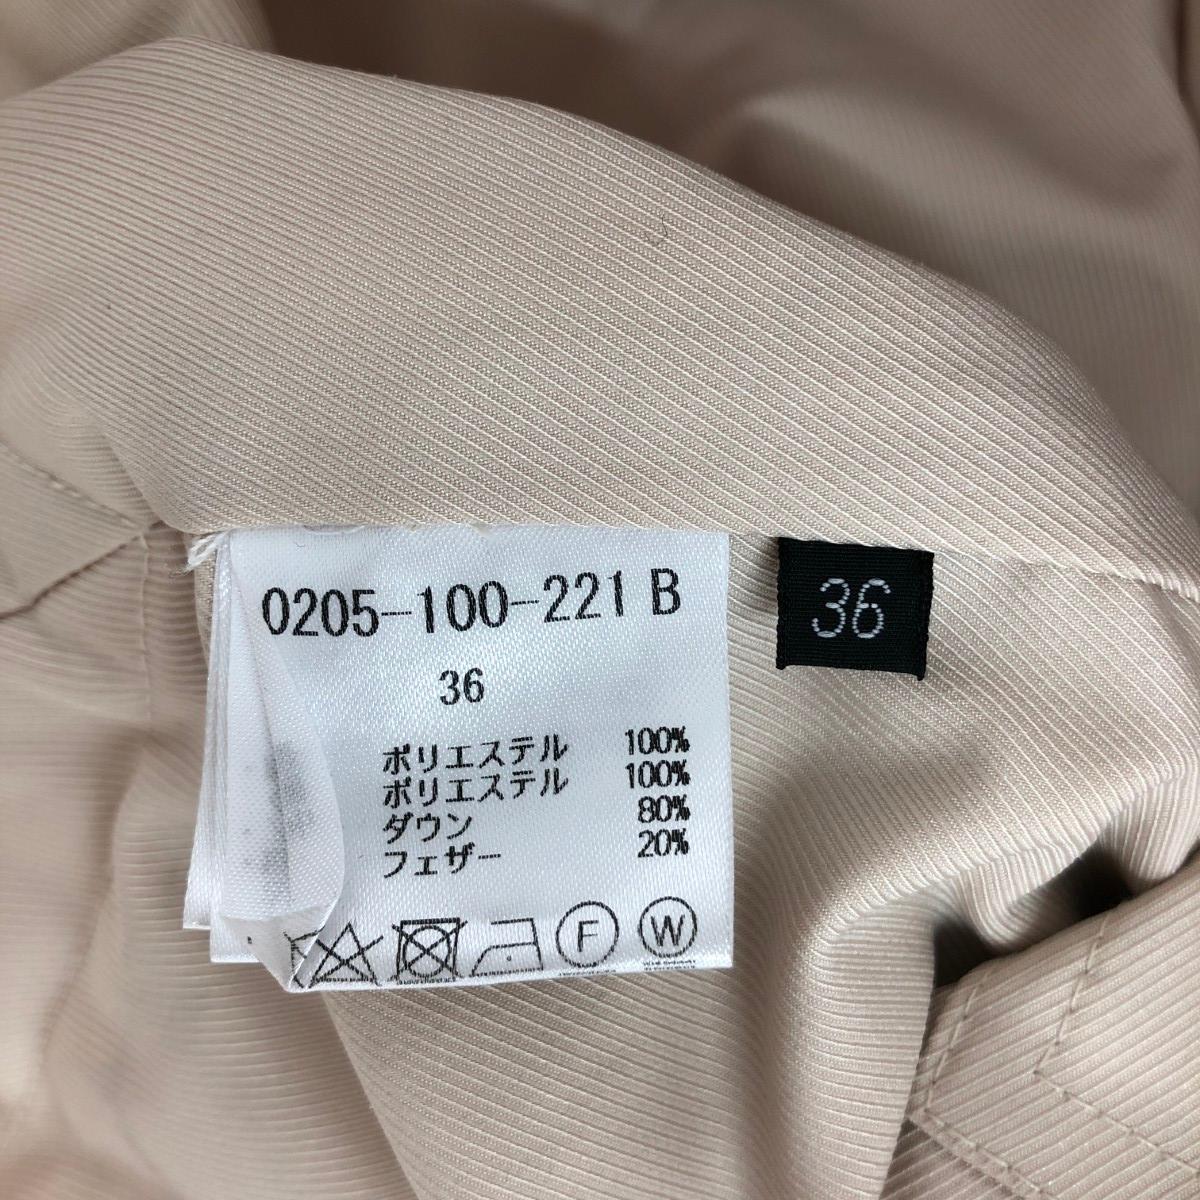 0205-100-221 B
36
ポリエステル 100%
ポリエステル 100%
ダウン 80%
フェザー 20%
F W
36